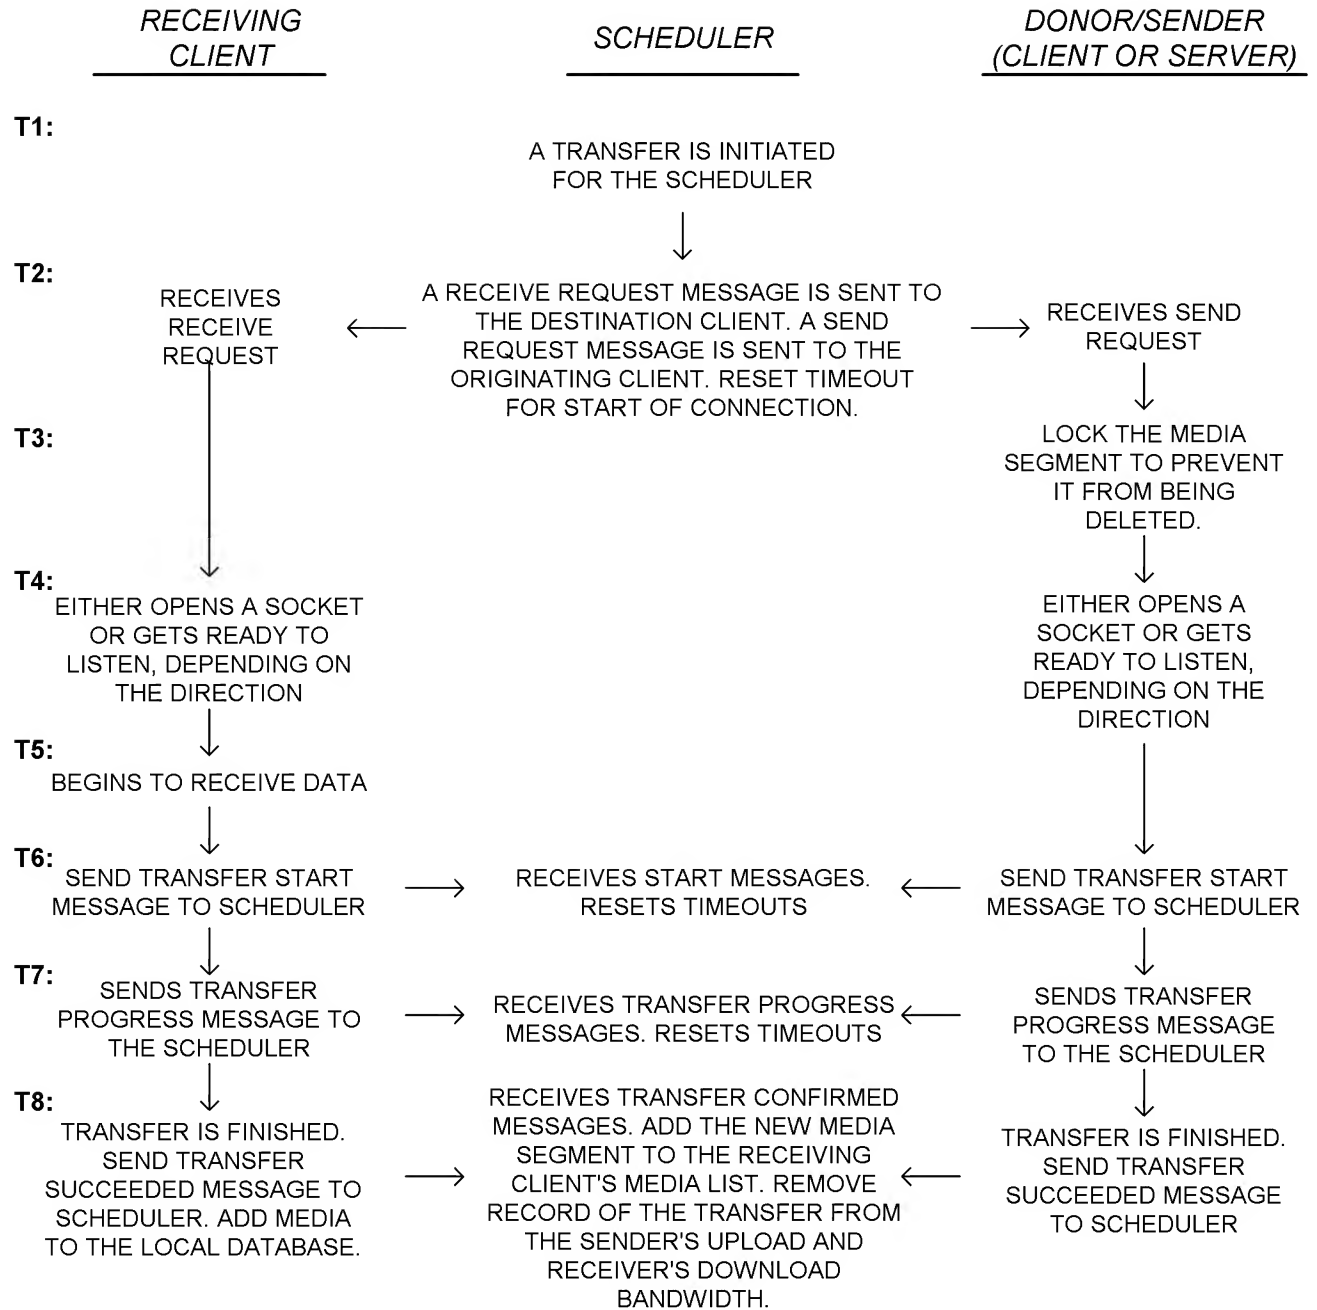 RECEIVING
CLIENT
SCHEDULER
DONOR/SENDER
(CLIENT OR SERVER)
T1:
A TRANSFER IS INITIATED
FOR THE SCHEDULER
T2:
RECEIVES
RECEIVE
REQUEST
A RECEIVE REQUEST MESSAGE IS SENT TO
THE DESTINATION CLIENT. A SEND
REQUEST MESSAGE IS SENT TO THE
ORIGINATING CLIENT. RESET TIMEOUT
FOR START OF CONNECTION.
RECEIVES SEND
REQUEST
T3:
LOCK THE MEDIA
SEGMENT TO PREVENT
IT FROM BEING
DELETED.
T4:
EITHER OPENS A SOCKET
OR GETS READY TO
LISTEN, DEPENDING ON
THE DIRECTION
EITHER OPENS A
SOCKET OR GETS
READY TO LISTEN,
DEPENDING ON THE
DIRECTION
T5:
BEGINS TO RECEIVE DATA
T6:
SEND TRANSFER START
MESSAGE TO SCHEDULER
RECEIVES START MESSAGES.
RESETS TIMEOUTS
SEND TRANSFER START
MESSAGE TO SCHEDULER
T7:
SENDS TRANSFER
PROGRESS MESSAGE TO
THE SCHEDULER
RECEIVES TRANSFER PROGRESS
MESSAGES. RESETS TIMEOUTS
SENDS TRANSFER
PROGRESS MESSAGE
TO THE SCHEDULER
T8:
TRANSFER IS FINISHED.
SEND TRANSFER
SUCCEEDED MESSAGE TO
SCHEDULER. ADD MEDIA
TO THE LOCAL DATABASE.
RECEIVES TRANSFER CONFIRMED
MESSAGES. ADD THE NEW MEDIA
SEGMENT TO THE RECEIVING
CLIENT'S MEDIA LIST. REMOVE
RECORD OF THE TRANSFER FROM
THE SENDER'S UPLOAD AND
RECEIVER'S DOWNLOAD
BANDWIDTH.
TRANSFER IS FINISHED.
SEND TRANSFER
SUCCEEDED MESSAGE
TO SCHEDULER